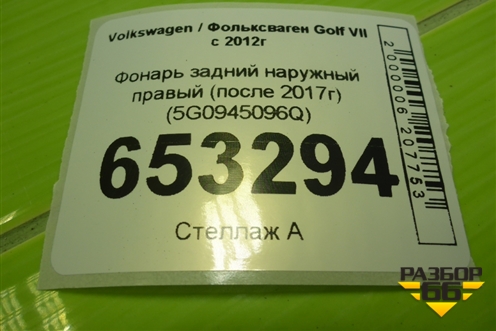 Volkswagen / Фольксваген Golf VII
с 2012г
Фонарь задний наружный
правый (после 2017г)
(5G0945096Q)
653294
Стеллаж А
2000006207753
РАЗБОР
66